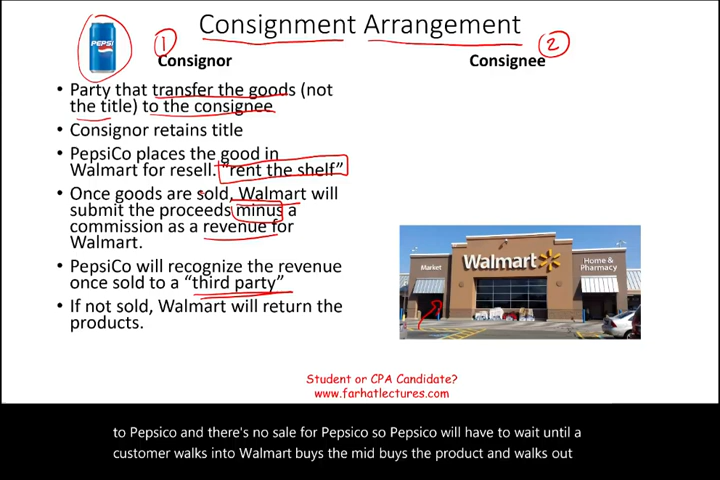 Consignment Arrangement
PEPSI
1
Consignor
• Party that transfer the goods (not
the title) to the consignee
• Consignor retains title
• PepsiCo places the good in
Walmart for resell. "rent the shelf"
• Once goods are sold, Walmart will
submit the proceeds minus a
commission as a revenue for
Walmart.
• PepsiCo will recognize the revenue
once sold to a "third party"
• If not sold, Walmart will return the
products.
2
Consignee
Market
Walmart
Home &
Pharmacy
Student or CPA Candidate?
www.farhatlectures.com
to Pepsico and there's no sale for Pepsico so Pepsico will have to wait until a
customer walks into Walmart buys the mid buys the product and walks out